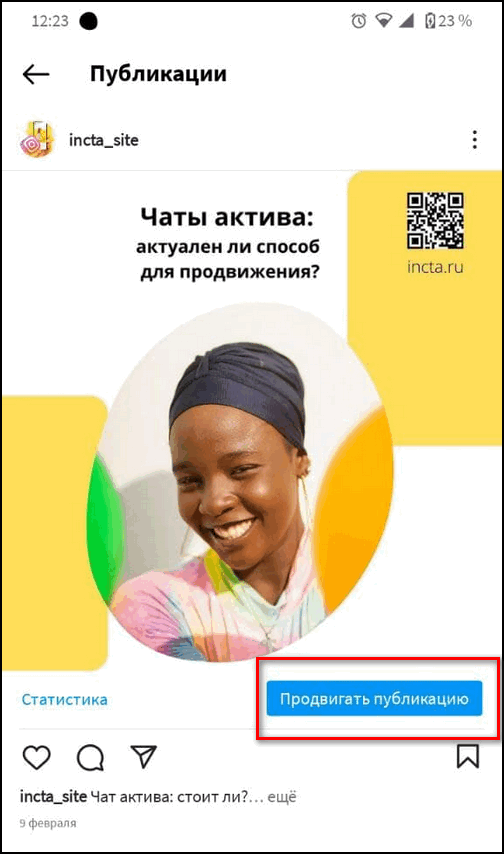 12:23
23 %
Публикации
incta_site
Чаты актива:
актуален ли способ
для продвижения?
incta.ru
Статистика
Продвигать публикацию
incta_site Чат актива: стоит ли?… ещё
9 февраля